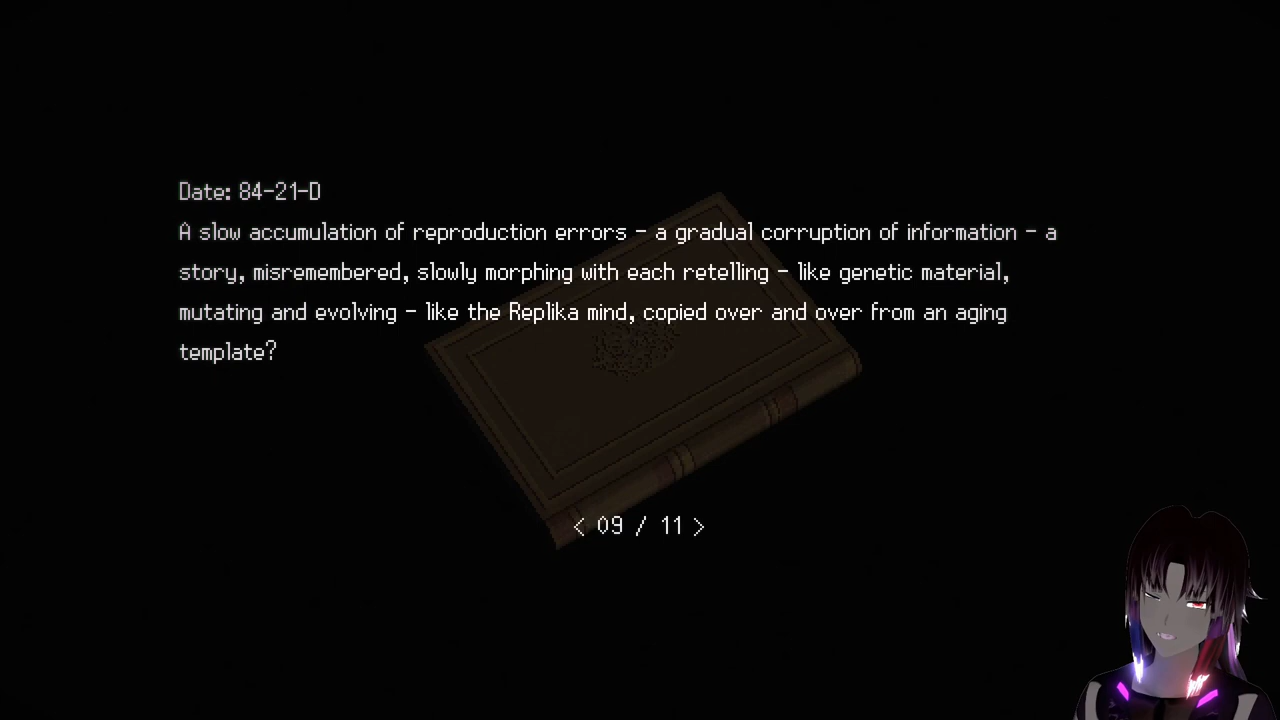 Date: 84-21-D
A slow accumulation of reproduction errors - a gradual corruption of information - a
story, misremembered, slowly morphing with each retelling - like genetic material,
mutating and evolving - like the Replika mind, copied over and over from an aging
template?
< 09 / 11 >